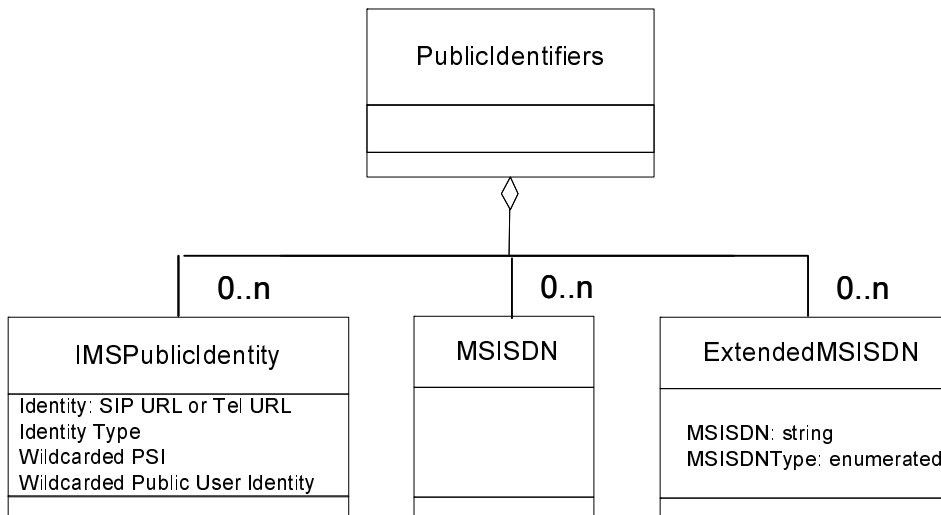 PublicIdentifiers
0..n
0..n
0..n
IMSPublicIdentity
MSISDN
ExtendedMSISDN
Identity: SIP URL or Tel URL
Identity Type
Wildcarded PSI
Wildcarded Public User Identity
MSISDN: string
MSISDNType: enumerated